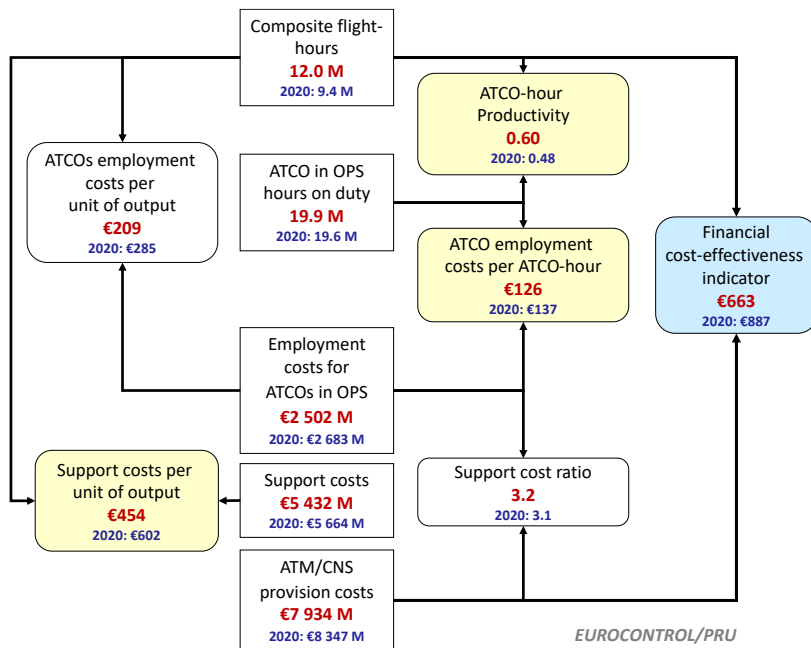 Composite flight-
hours
12.0 M
2020: 9.4 M
ATCO-hour
Productivity
0.60
2020: 0.48
ATCOs employment
costs per
unit of output
€209
2020: €285
ATCO in OPS
hours on duty
19.9 M
2020: 19.6 M
ATCO employment
costs per ATCO-hour
€126
2020: €137
Financial
cost-effectiveness
indicator
€663
2020: €887
Employment
costs for
ATCOs in OPS
€2 502 M
2020: €2 683 M
Support costs per
unit of output
€454
2020: €602
Support costs
€5 432 M
2020: €5 664 M
Support cost ratio
3.2
2020: 3.1
ATM/CNS
provision costs
€7 934 M
2020: €8 347 M
EUROCONTROL/PRU